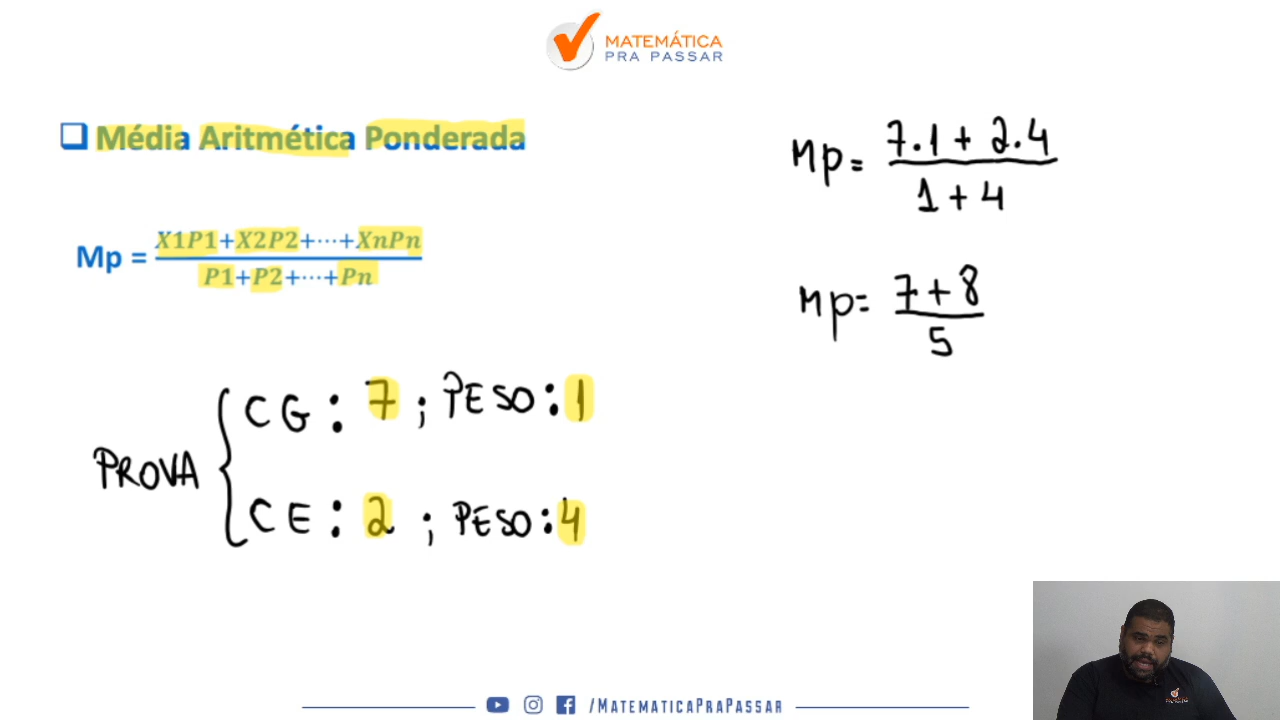 MATEMÁTICA
PRA PASSAR
❑ Média Aritmética Ponderada
Mp = X1P1+X2P2+⋯+XnPn / P1+P2+⋯+Pn
PROVA
CG: 7 ; PESO: 1
CE: 2 ; PESO: 4
Mp= 7.1 + 2.4 / 1 + 4
Mp= 7+8 / 5
/MATEMATICAPRAPASSAR